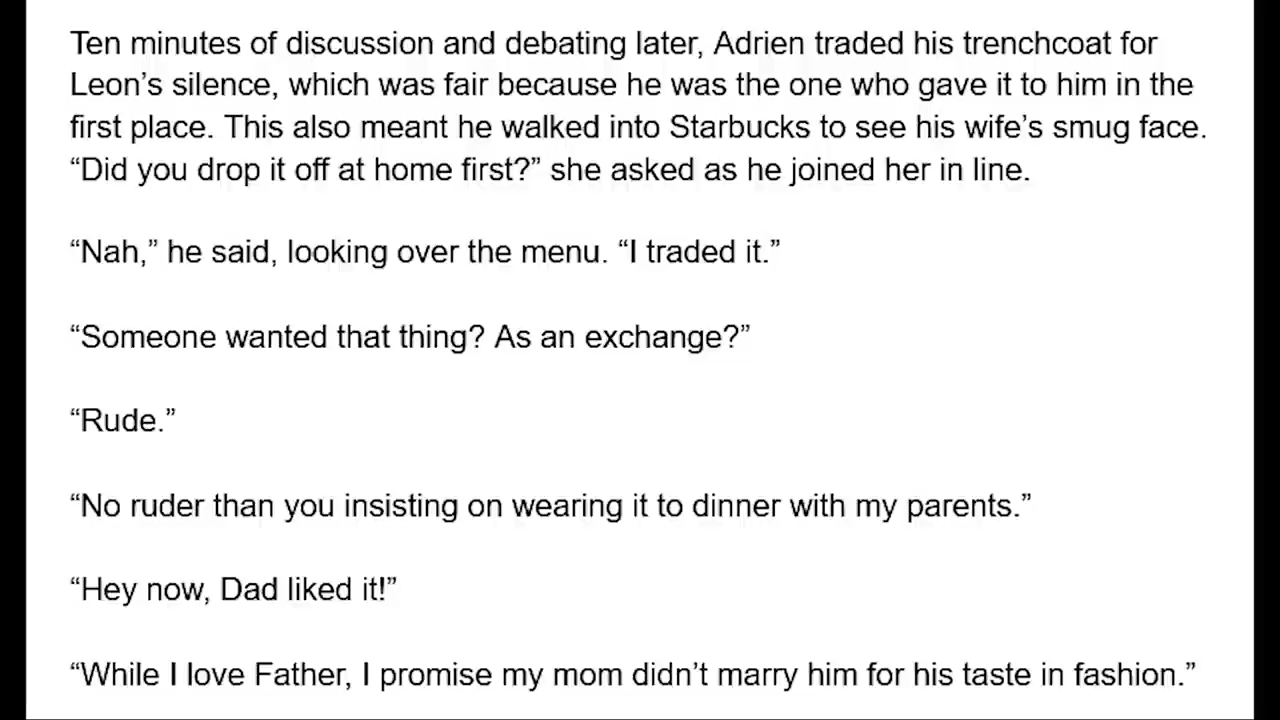 Ten minutes of discussion and debating later, Adrien traded his trenchcoat for
Leon’s silence, which was fair because he was the one who gave it to him in the
first place. This also meant he walked into Starbucks to see his wife’s smug face.
“Did you drop it off at home first?” she asked as he joined her in line.
“Nah,” he said, looking over the menu. “I traded it.”
“Someone wanted that thing? As an exchange?”
“Rude.”
“No ruder than you insisting on wearing it to dinner with my parents.”
“Hey now, Dad liked it!”
“While I love Father, I promise my mom didn’t marry him for his taste in fashion.”